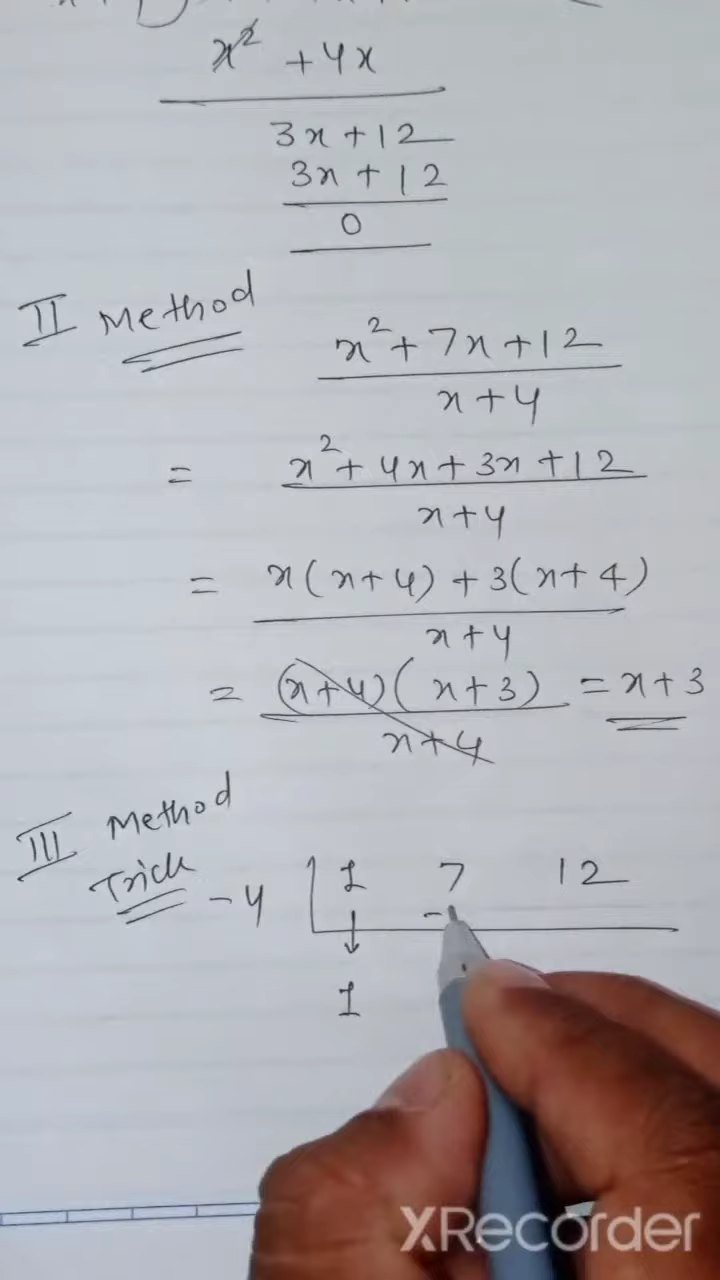 x² + 4x
3x + 12
3x + 12
0
II Method
x² + 7x + 12
x + 4
= x² + 4x + 3x + 12
x + 4
= x(x+4) + 3(x+4)
x + 4
= (x+4)(x+3) = x+3
x+4
III Method
Trick
-4 1 7 12
-
1
XRecorder